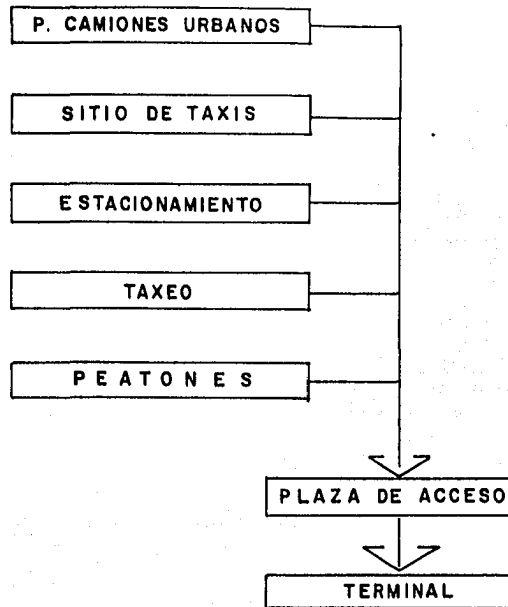 P. CAMIONES URBANOS
SITIO DE TAXIS
ESTACIONAMIENTO
TAXEO
PEATONES
PLAZA DE ACCESO
TERMINAL